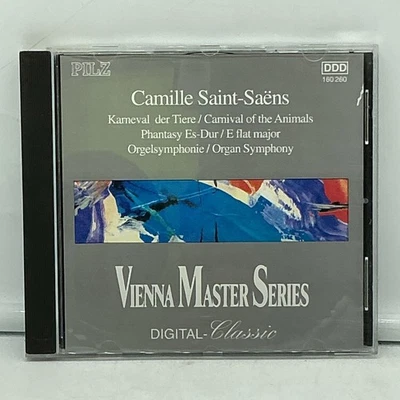 PILZ
DDD
160 260
Camille Saint-Saëns
Karneval der Tiere / Carnival of the Animals
Phantasy Es-Dur / E flat major
Orgelsymphonie / Organ Symphony
VIENNA MASTER SERIES
DIGITAL-Classic